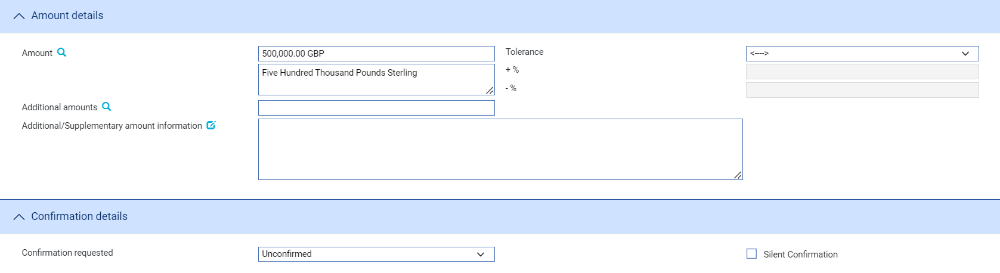 Amount details
Amount
500,000.00 GBP
Tolerance
<---->
Five Hundred Thousand Pounds Sterling
+ %
- %
Additional amounts
Additional/Supplementary amount information
Confirmation details
Confirmation requested
Unconfirmed
Silent Confirmation